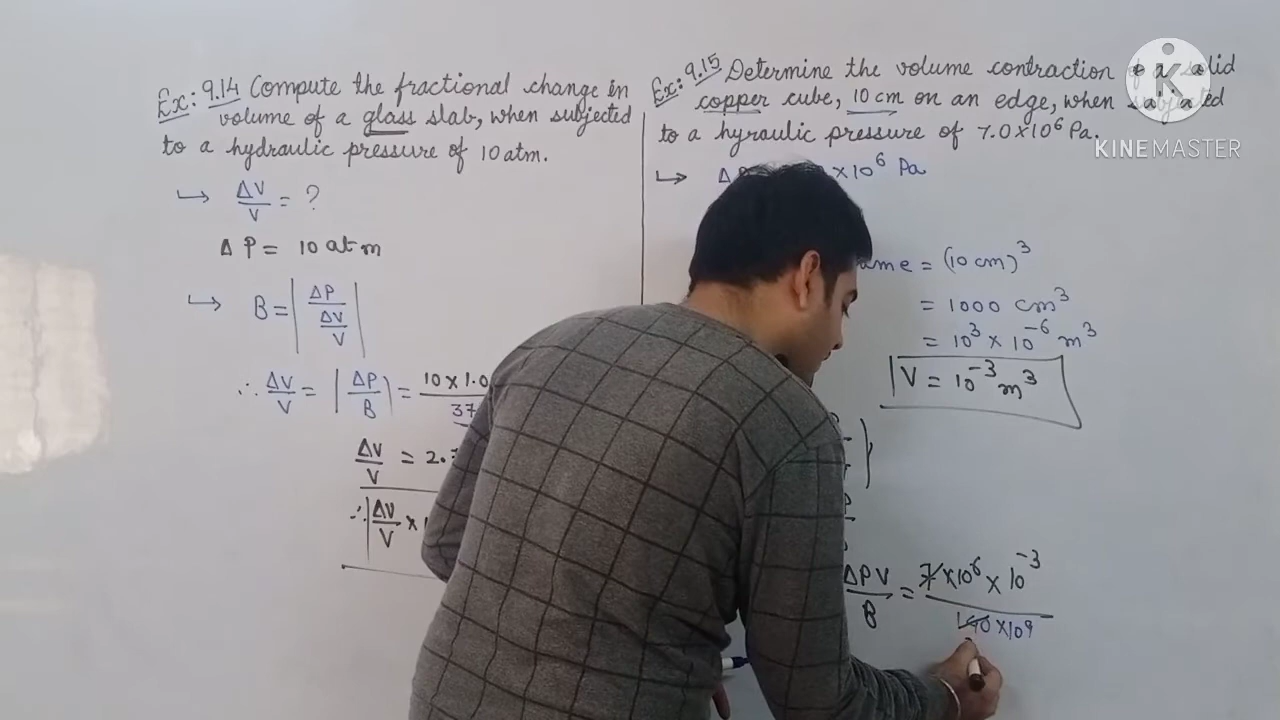 Ex: 9.14 Compute the fractional change in
volume of a glass slab, when subjected
to a hydraulic pressure of 10 atm.
↳ ΔV/V = ?
ΔP = 10 atm
↳ B = |ΔP/(ΔV/V)|
∴ ΔV/V = |ΔP/B| = 10 × 1.0 / 37
ΔV/V = 2.
∴ |ΔV/V ×
Ex: 9.15 Determine the volume contraction solid
copper cube, 10 cm on an edge, when
to a hyraulic pressure of 7.0×10⁶ Pa.
↳ Δ ×10⁶ Pa
= (10 cm)³
= 1000 cm³
= 10³ × 10⁻⁶ m³
V = 10⁻³ m³
ΔPV/B = 7×10⁶ × 10⁻³ / 140×10⁹
K
KINEMASTER